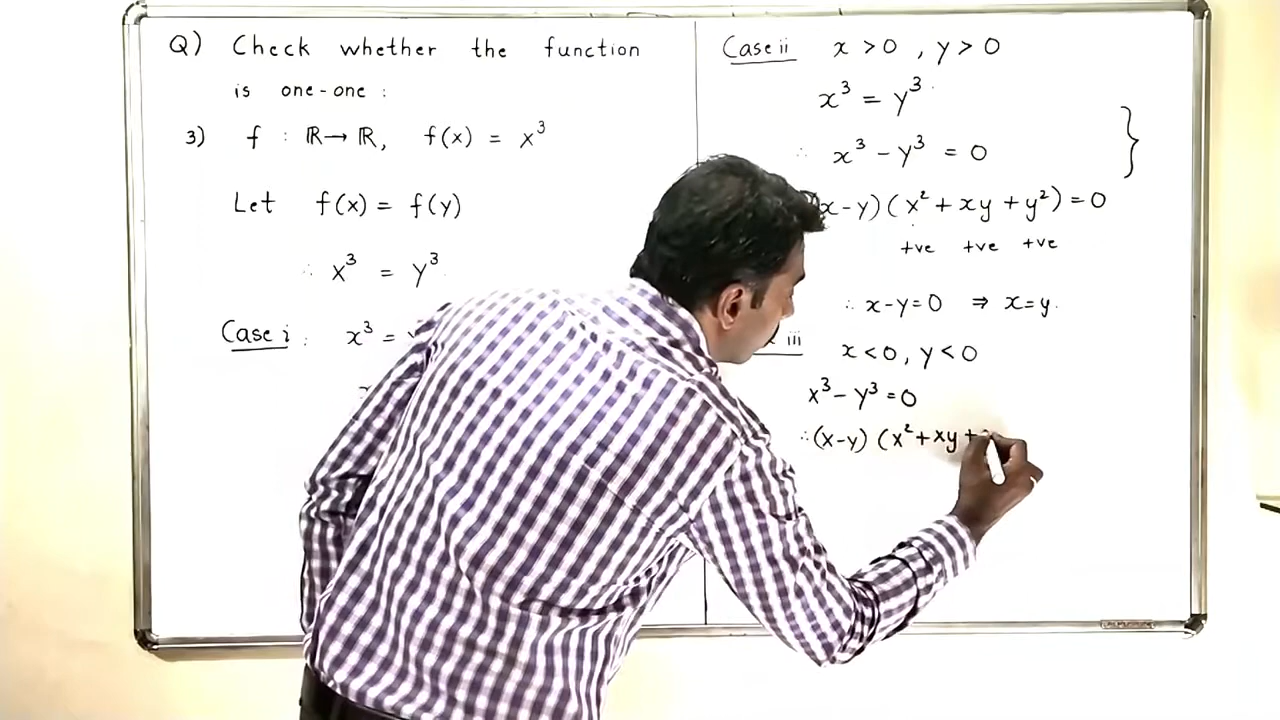 Q) Check whether the function
is one-one :
3) f : ℝ→ ℝ, f(x) = x³
Let f(x) = f(y)
∴ x³ = y³
Case i : x³ =
Case ii x > 0 , y > 0
x³ = y³
∴ x³ - y³ = 0
x-y) (x² + xy + y²) = 0
+ve +ve +ve
∴ x-y=0 ⇒ x=y.
iii
x < 0, y < 0
x³ - y³ = 0
∴ (x-y) (x² + xy +